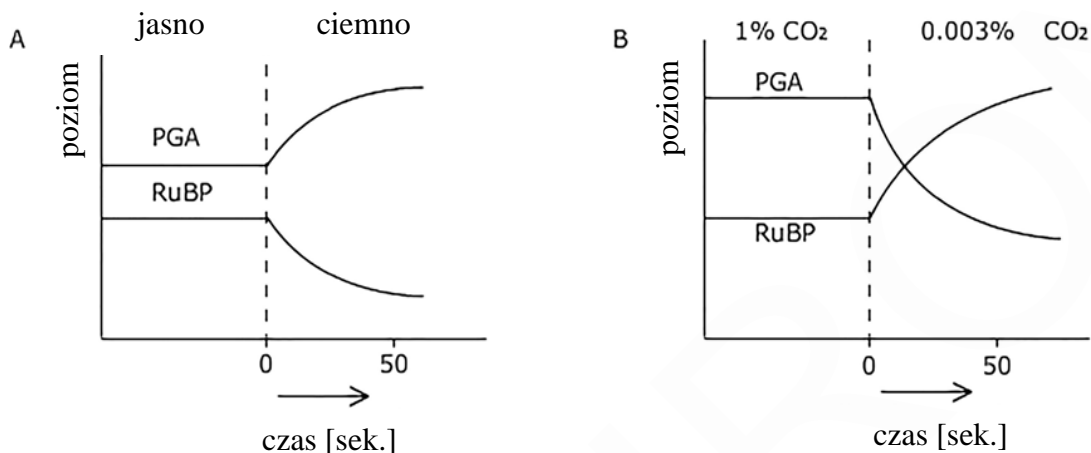 A
jasno
ciemno
poziom
PGA
RuBP
0
50
czas [sek.]
B
1% CO₂
0.003% CO₂
poziom
PGA
RuBP
0
50
czas [sek.]